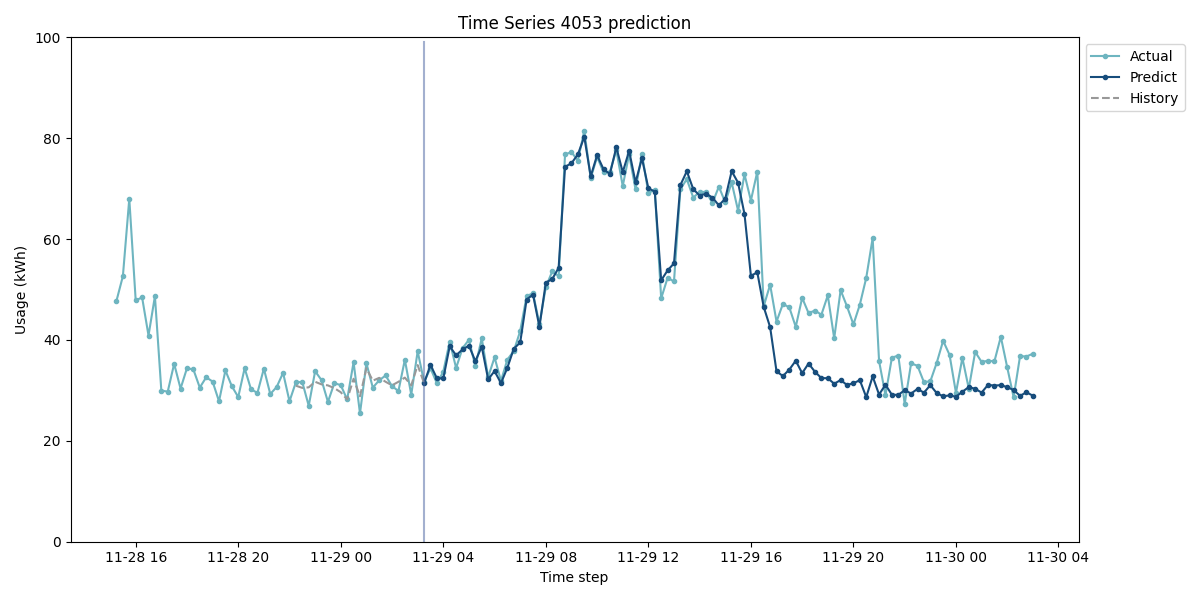 Time Series 4053 prediction
Usage (kWh)
100
80
60
40
20
0
11-28 16
11-28 20
11-29 00
11-29 04
11-29 08
11-29 12
11-29 16
11-29 20
11-30 00
11-30 04
Time step
Actual
Predict
History